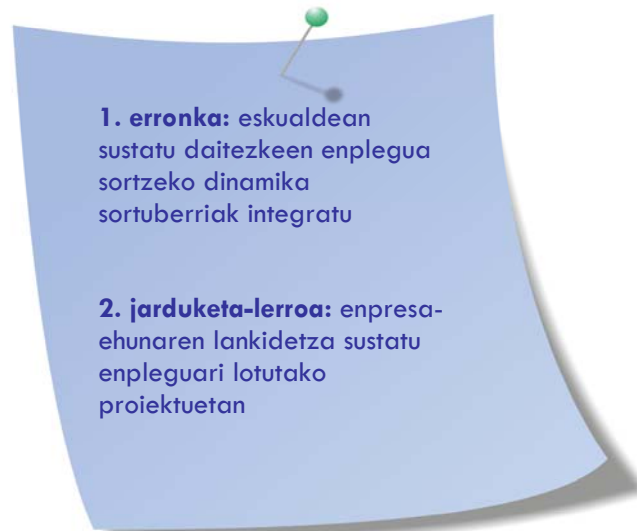 1. erronka: eskualdean
sustatu daitezkeen enplegua
sortzeko dinamika
sortuberriak integratu
2. jarduketa-lerroa: enpresa-
ehunaren lankidetza sustatu
enpleguari lotutako
proiektuetan